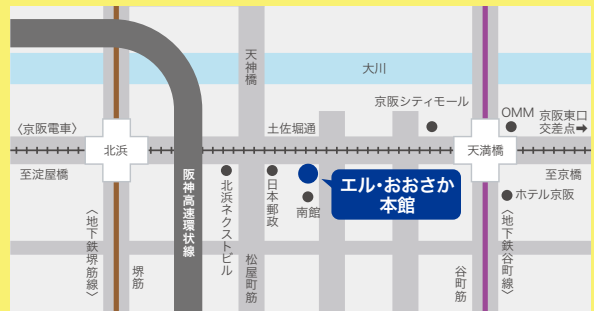 天神橋
大川
京阪シティモール
OMM
京阪東口
交差点➡
〈京阪電車〉
土佐堀通
北浜
天満橋
至淀屋橋
至京橋
阪神高速環状線
北浜ネクストビル
日本郵政
南館
エル・おおさか
本館
ホテル京阪
〈地下鉄堺筋線〉
堺筋
松屋町筋
谷町筋
〈地下鉄谷町線〉